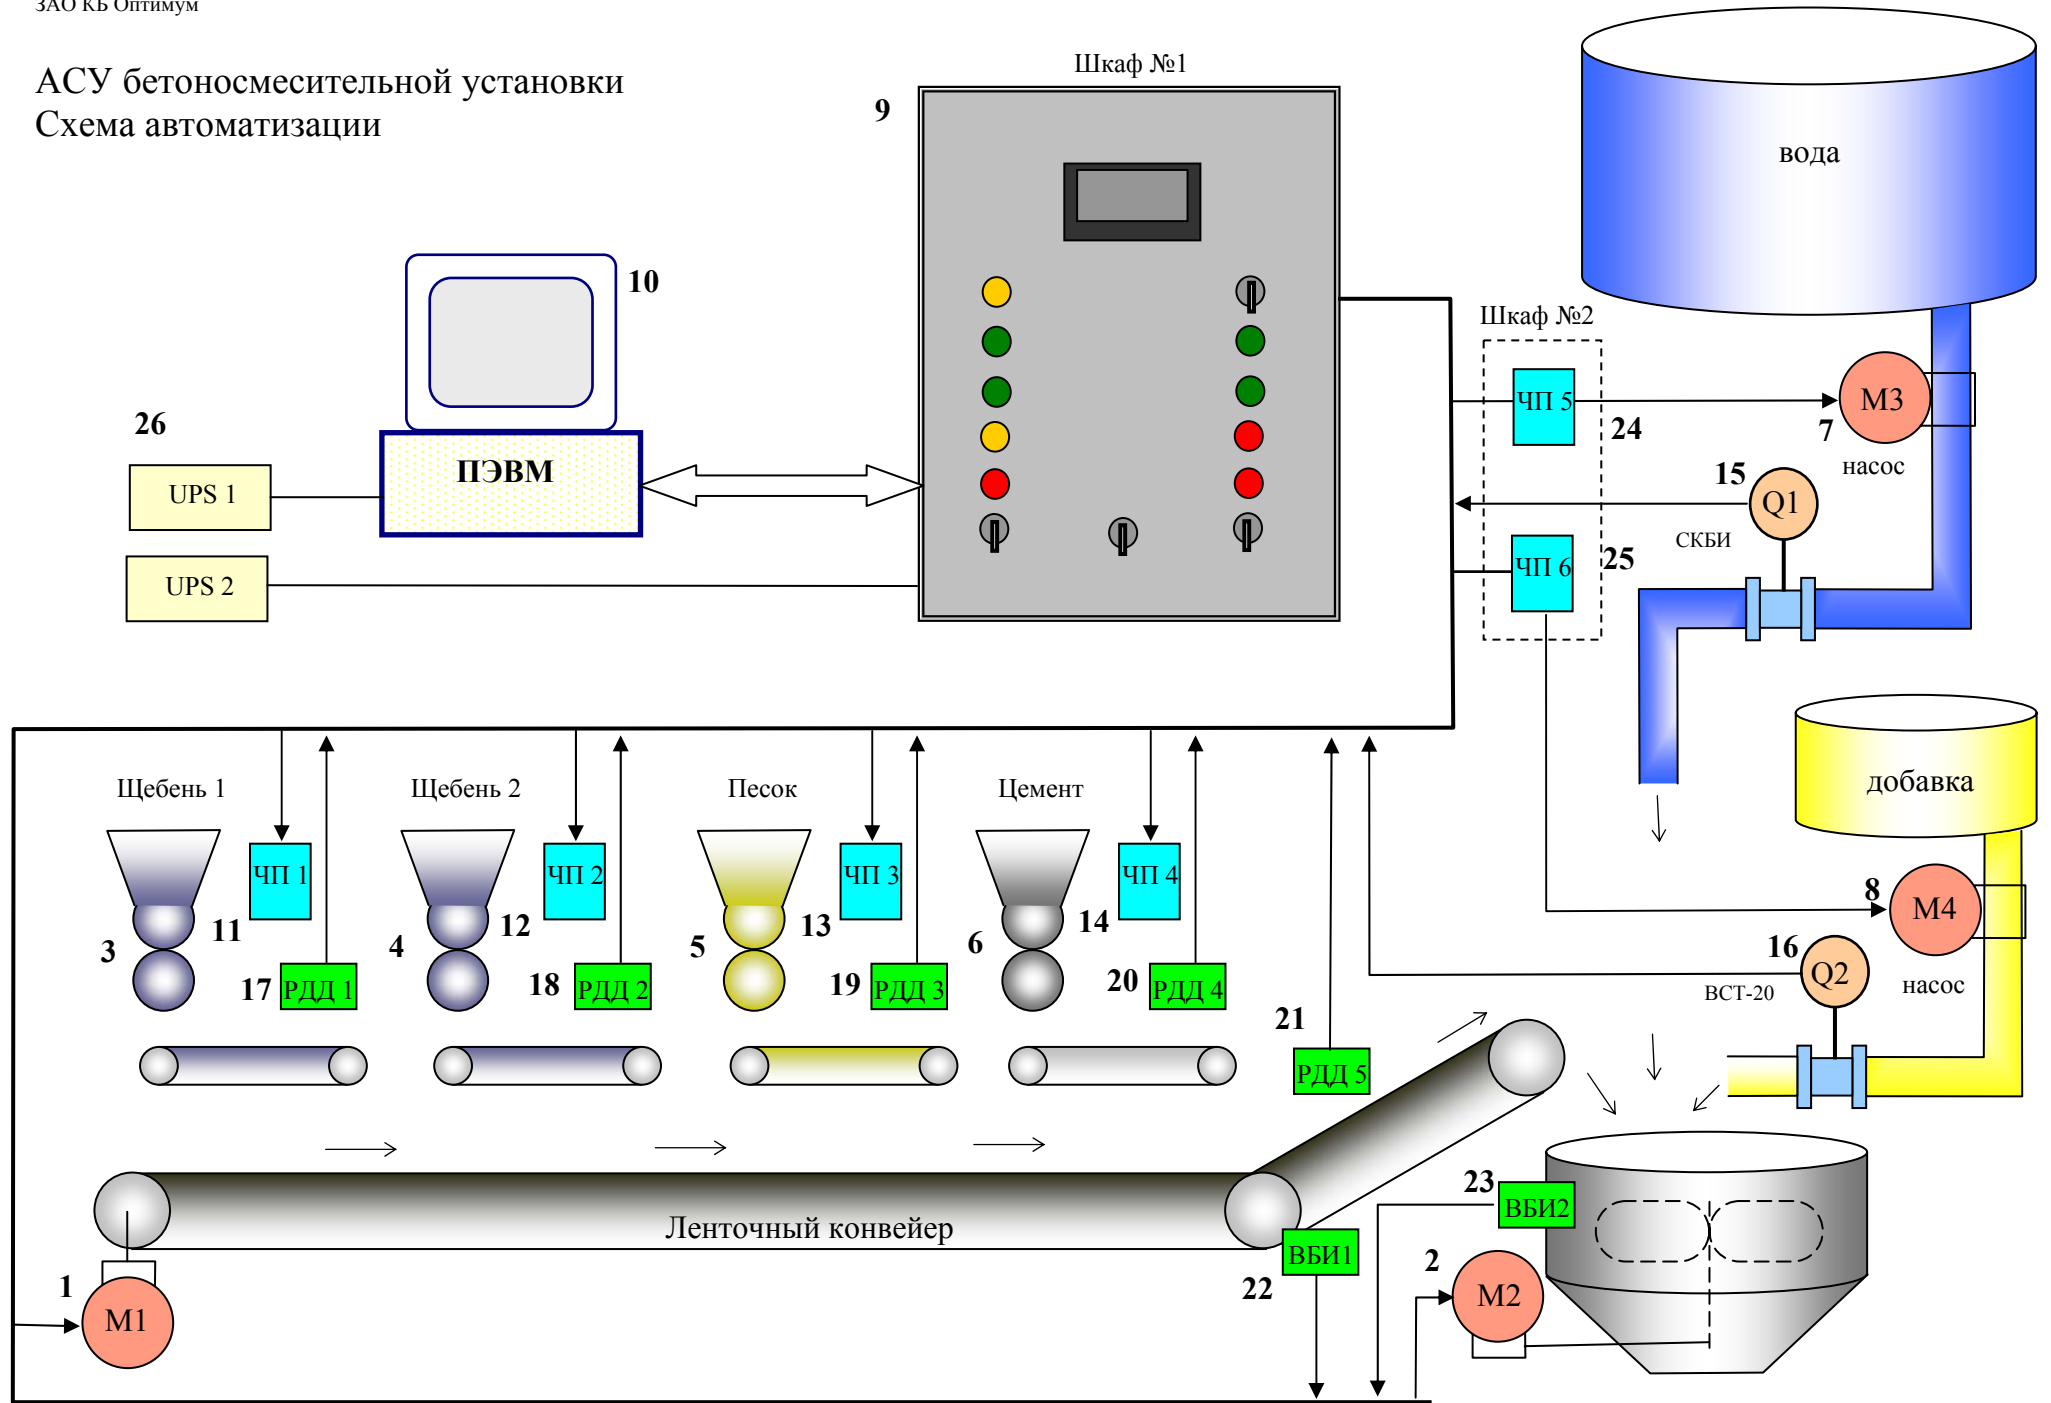 ЗАО КБ Оптимум
АСУ бетоносмесительной установки
Схема автоматизации
Шкаф №1
9
вода
10
Шкаф №2
ЧП 5
24
М3
7
насос
26
UPS 1
ПЭВМ
15
Q1
СКБИ
UPS 2
ЧП 6
25
Щебень 1
Щебень 2
Песок
Цемент
добавка
ЧП 1
ЧП 2
ЧП 3
ЧП 4
8
М4
3
11
4
12
5
13
6
14
16
Q2
насос
ВСТ-20
17
РДД 1
18
РДД 2
19
РДД 3
20
РДД 4
21
РДД 5
Ленточный конвейер
23
ВБИ2
ВБИ1
22
1
М1
2
М2